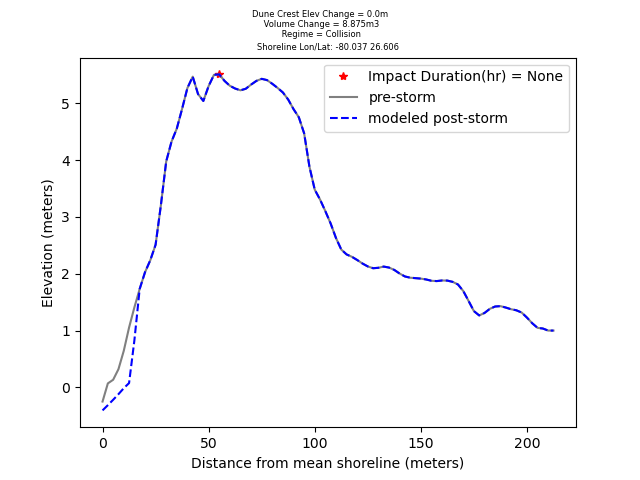 Dune Crest Elev Change = 0.0m
Volume Change = 8.875m3
Regime = Collision
Shoreline Lon/Lat: -80.037 26.606
Impact Duration(hr) = None
pre-storm
modeled post-storm
Elevation (meters)
5
4
3
2
1
0
0 50 100 150 200
Distance from mean shoreline (meters)